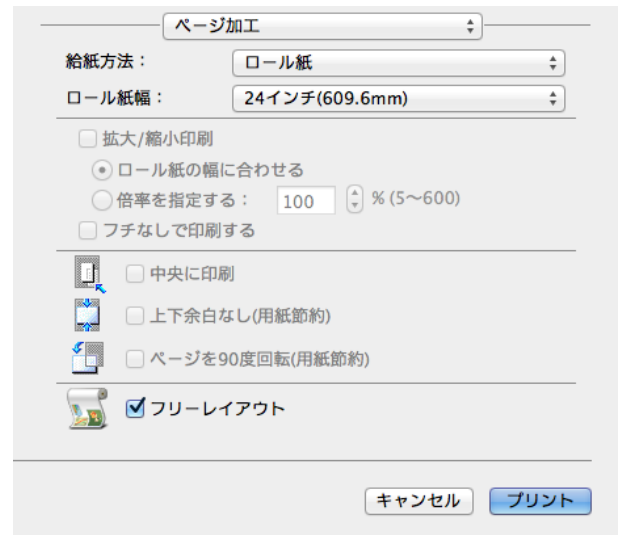 ページ加工
給紙方法： ロール紙
ロール紙幅： 24インチ(609.6mm)
拡大/縮小印刷
ロール紙の幅に合わせる
倍率を指定する： 100 % (5～600)
フチなしで印刷する
中央に印刷
上下余白なし(用紙節約)
ページを90度回転(用紙節約)
フリーレイアウト
キャンセル プリント